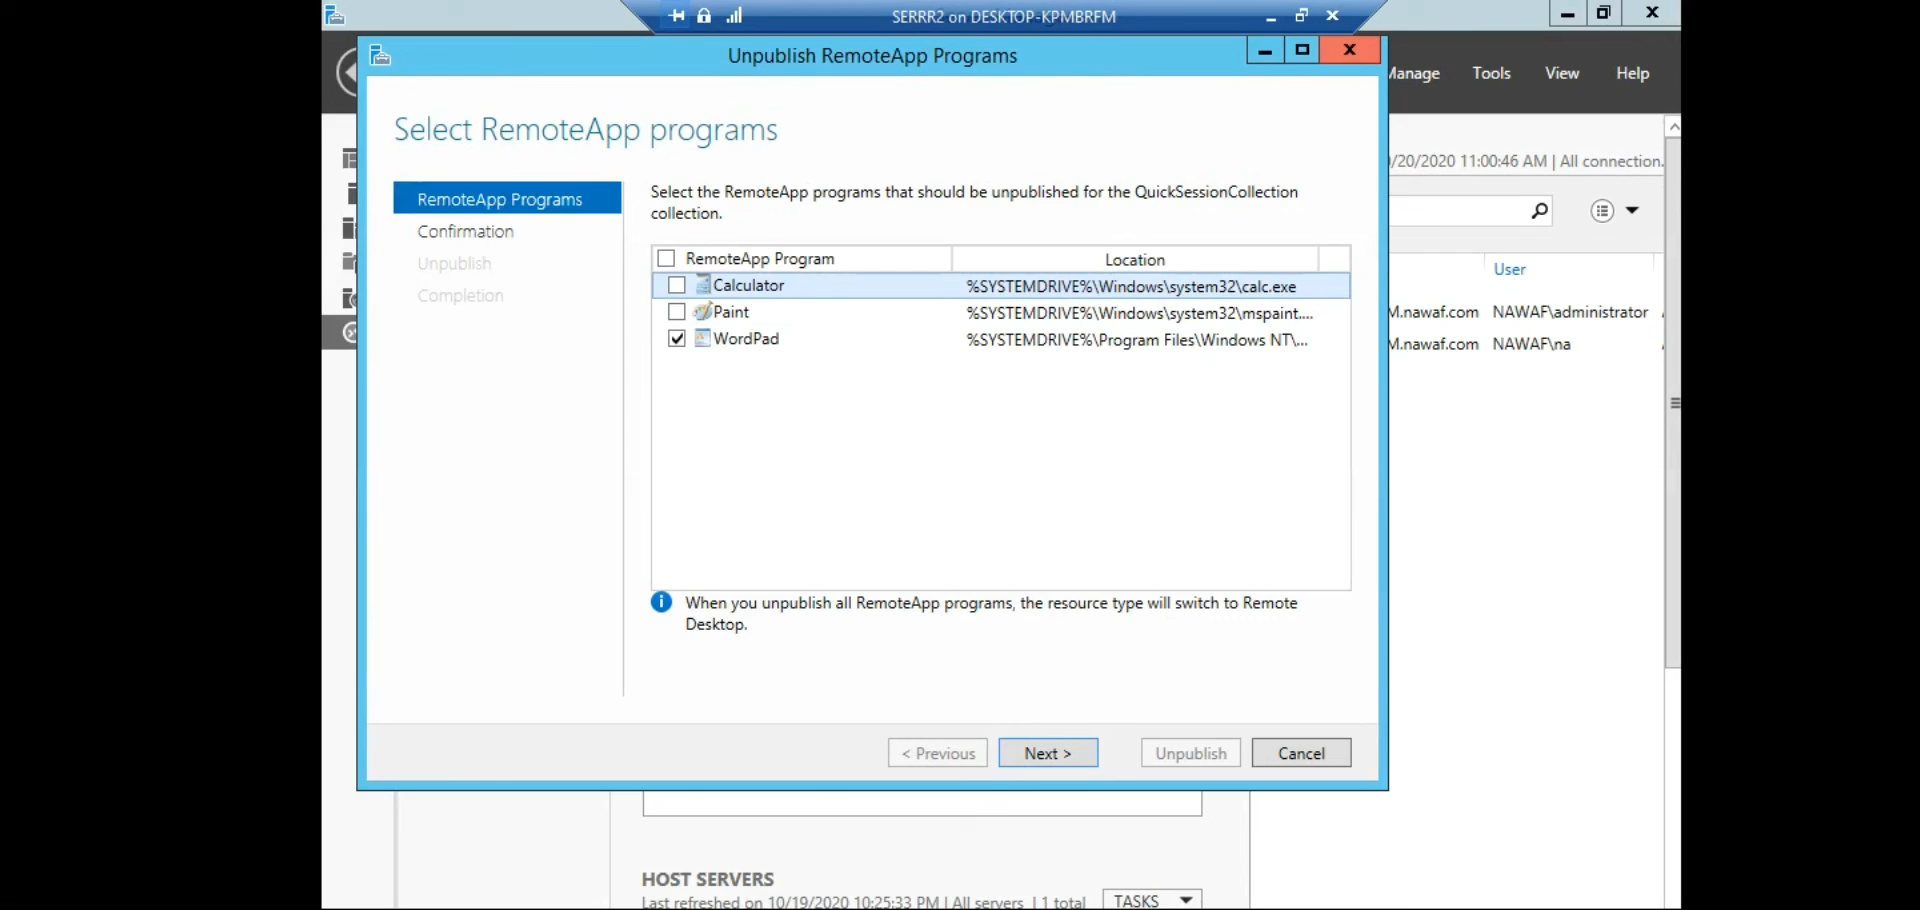 SERRR2 on DESKTOP-KPMBRFM
Unpublish RemoteApp Programs
Tools
View
Help
Select RemoteApp programs
RemoteApp Programs
Confirmation
Unpublish
Completion
Select the RemoteApp programs that should be unpublished for the QuickSessionCollection
collection.
RemoteApp Program
Location
Calculator
%SYSTEMDRIVE%\Windows\system32\calc.exe
Paint
%SYSTEMDRIVE%\Windows\system32\mspaint....
WordPad
%SYSTEMDRIVE%\Program Files\Windows NT\...
When you unpublish all RemoteApp programs, the resource type will switch to Remote
Desktop.
< Previous
Next >
Unpublish
Cancel
/20/2020 11:00:46 AM | All connection.
User
M.nawaf.com NAWAF\administrator
M.nawaf.com NAWAF\na
HOST SERVERS
Last refreshed on 10/19/2020 10:25:33 PM | All servers | 1 total
TASKS